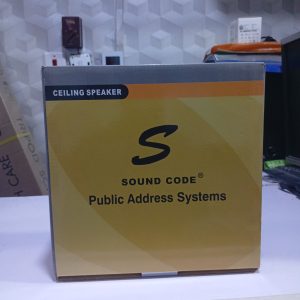 CEILING SPEAKER
S
SOUND CODE®
Public Address Systems